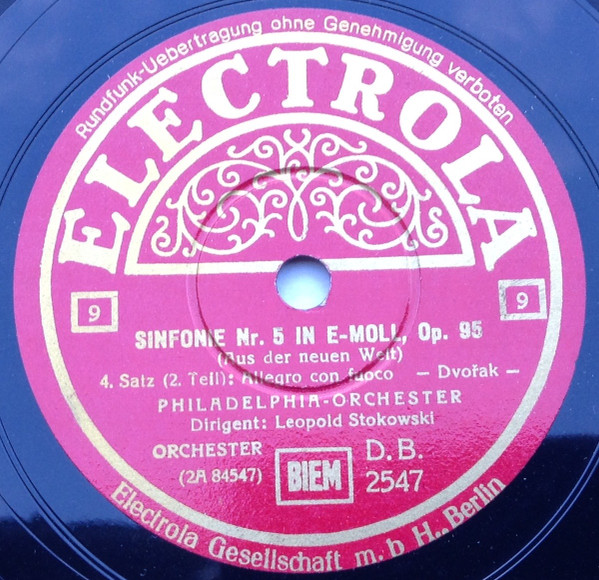 Rundfunk-Uebertragung ohne Genehmigung verboten
ELECTROLA
9
9
SINFONIE Nr. 5 IN E-MOLL, Op. 95
(Aus der neuen Welt)
4. Satz (2. Teil): Allegro con fuoco — Dvořak —
PHILADELPHIA-ORCHESTER
Dirigent: Leopold Stokowski
ORCHESTER
(2A 84547)
BIEM
D.B.
2547
Electrola Gesellschaft m. b H., Berlin